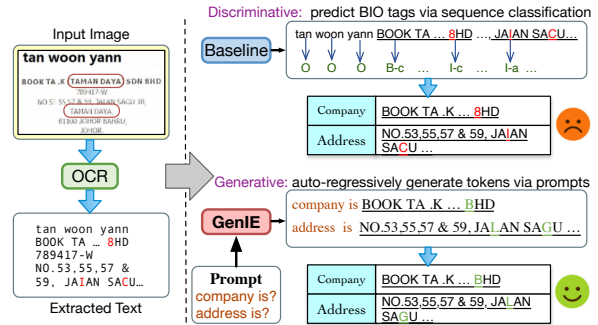 Input Image
tan woon yann
BOOK TA .K (TAMAN DAYA) SDN BHD
789417-W
NO.53 55,57 & 59, JALAN SAGU 18,
TAMAN DAYA,
81100 JOHOR BAHRU,
JOHOR.
OCR
tan woon yann
BOOK TA … 8HD
789417-W
NO.53,55,57 &
59, JAIAN SACU…
Extracted Text
Discriminative: predict BIO tags via sequence classification
Baseline
tan woon yann BOOK TA … 8HD …, JAIAN SACU…
O O O B-c … I-c … I-a …
Company BOOK TA .K … 8HD
Address NO.53,55,57 & 59, JAIAN
SACU …
Generative: auto-regressively generate tokens via prompts
GenIE
company is BOOK TA .K … BHD
address is NO.53,55,57 & 59, JALAN SAGU …
Prompt
company is?
address is?
Company BOOK TA .K … BHD
Address NO.53,55,57 & 59, JALAN
SAGU …